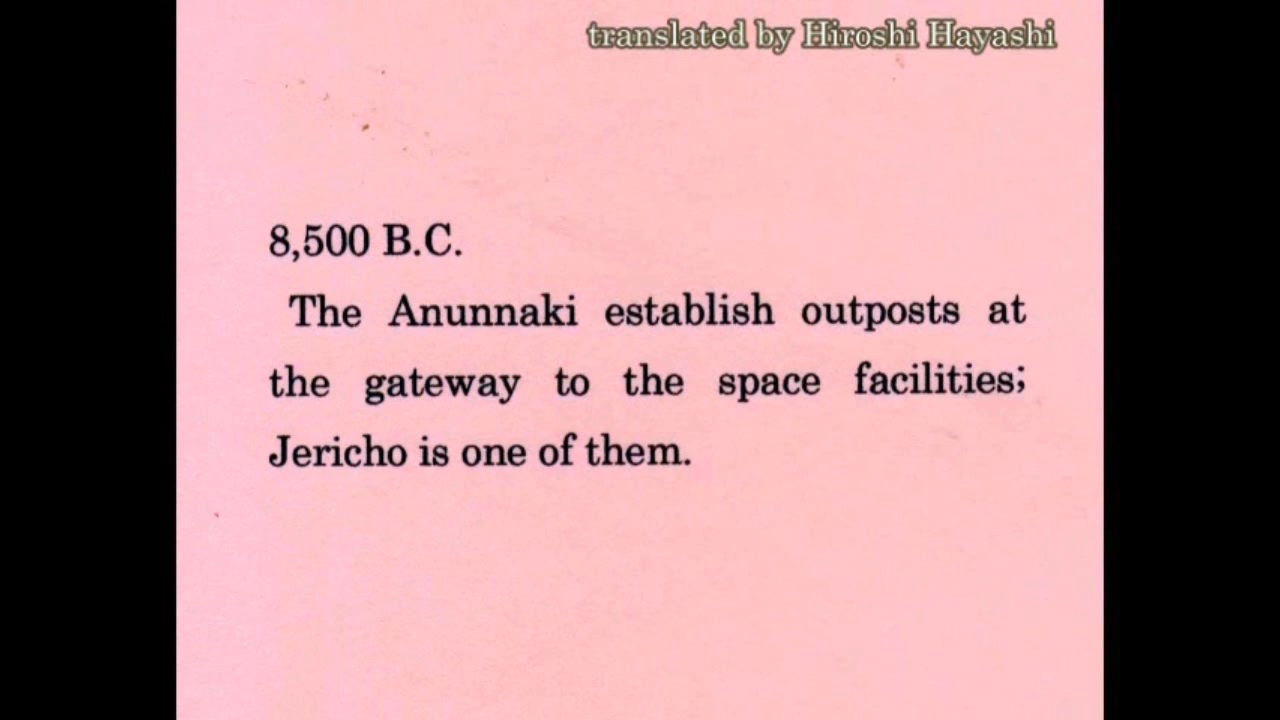 translated by Hiroshi Hayashi
8,500 B.C.
The Anunnaki establish outposts at
the gateway to the space facilities;
Jericho is one of them.